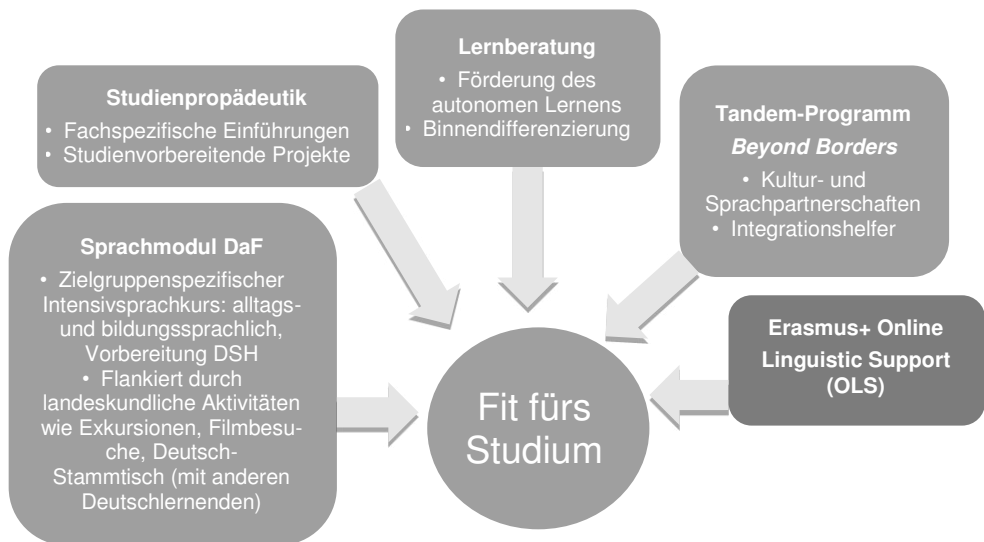 Lernberatung
• Förderung des
autonomen Lernens
• Binnendifferenzierung
Studienpropädeutik
• Fachspezifische Einführungen
• Studienvorbereitende Projekte
Tandem-Programm
Beyond Borders
• Kultur- und
Sprachpartnerschaften
• Integrationshelfer
Sprachmodul DaF
• Zielgruppenspezifischer
Intensivsprachkurs: alltags-
und bildungssprachlich,
Vorbereitung DSH
• Flankiert durch
landeskundliche Aktivitäten
wie Exkursionen, Filmbesu-
che, Deutsch-
Stammtisch (mit anderen
Deutschlernenden)
Erasmus+ Online
Linguistic Support
(OLS)
Fit fürs
Studium